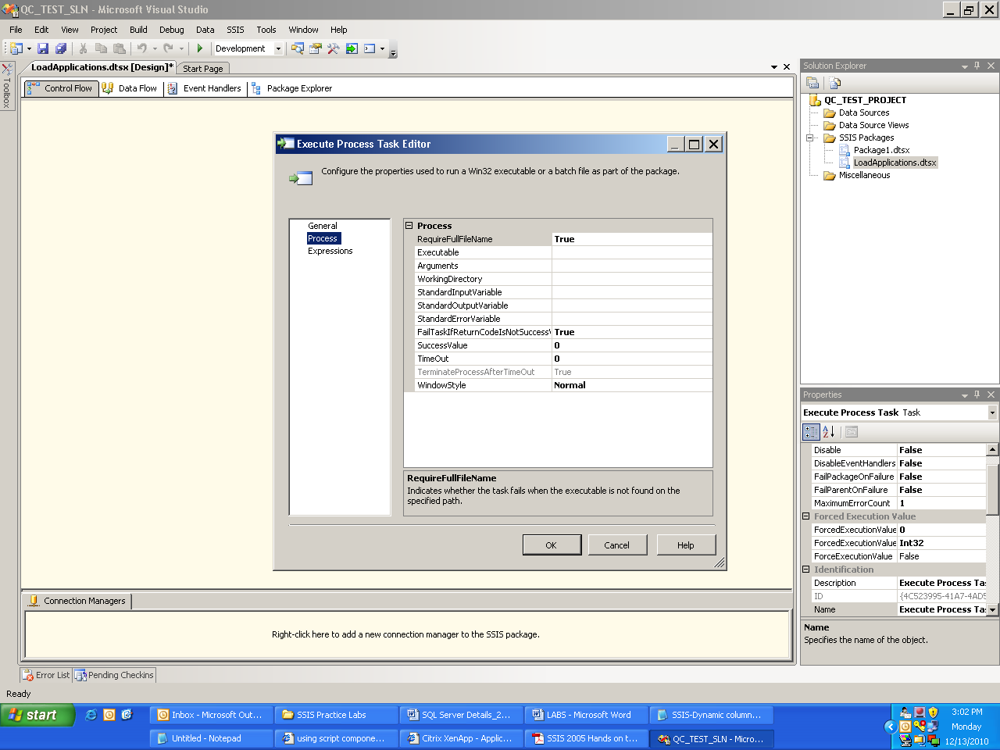 QC_TEST_SLN - Microsoft Visual Studio
File Edit View Project Build Debug Data SSIS Tools Window Help
Development
LoadApplications.dtsx [Design]* Start Page
Toolbox
Control Flow Data Flow Event Handlers Package Explorer
Execute Process Task Editor
Configure the properties used to run a Win32 executable or a batch file as part of the package.
General
Process
Expressions
Process
RequireFullFileName True
Executable
Arguments
WorkingDirectory
StandardInputVariable
StandardOutputVariable
StandardErrorVariable
FailTaskIfReturnCodeIsNotSuccessV True
SuccessValue 0
TimeOut 0
TerminateProcessAfterTimeOut True
WindowStyle Normal
RequireFullFileName
Indicates whether the task fails when the executable is not found on the
specified path.
OK Cancel Help
Connection Managers
Right-click here to add a new connection manager to the SSIS package.
Solution Explorer
QC_TEST_PROJECT
Data Sources
Data Source Views
SSIS Packages
Package1.dtsx
LoadApplications.dtsx
Miscellaneous
Properties
Execute Process Task Task
Disable False
DisableEventHandlers False
FailPackageOnFailure False
FailParentOnFailure False
MaximumErrorCount 1
Forced Execution Value
ForcedExecutionValue 0
ForcedExecutionValue Int32
ForceExecutionValue False
Identification
Description Execute Process Ta
ID {4C523995-41A7-4AD5
Name Execute Process Ta
Name
Specifies the name of the object.
Error List Pending Checkins
Ready
start
Inbox - Microsoft Out... SSIS Practice Labs SQL Server Details_2... LABS - Microsoft Word SSIS-Dynamic column...
Untitled - Notepad using script compone... Citrix XenApp - Applic... SSIS 2005 Hands on t... QC_TEST_SLN - Micro...
3:02 PM
Monday
12/13/2010